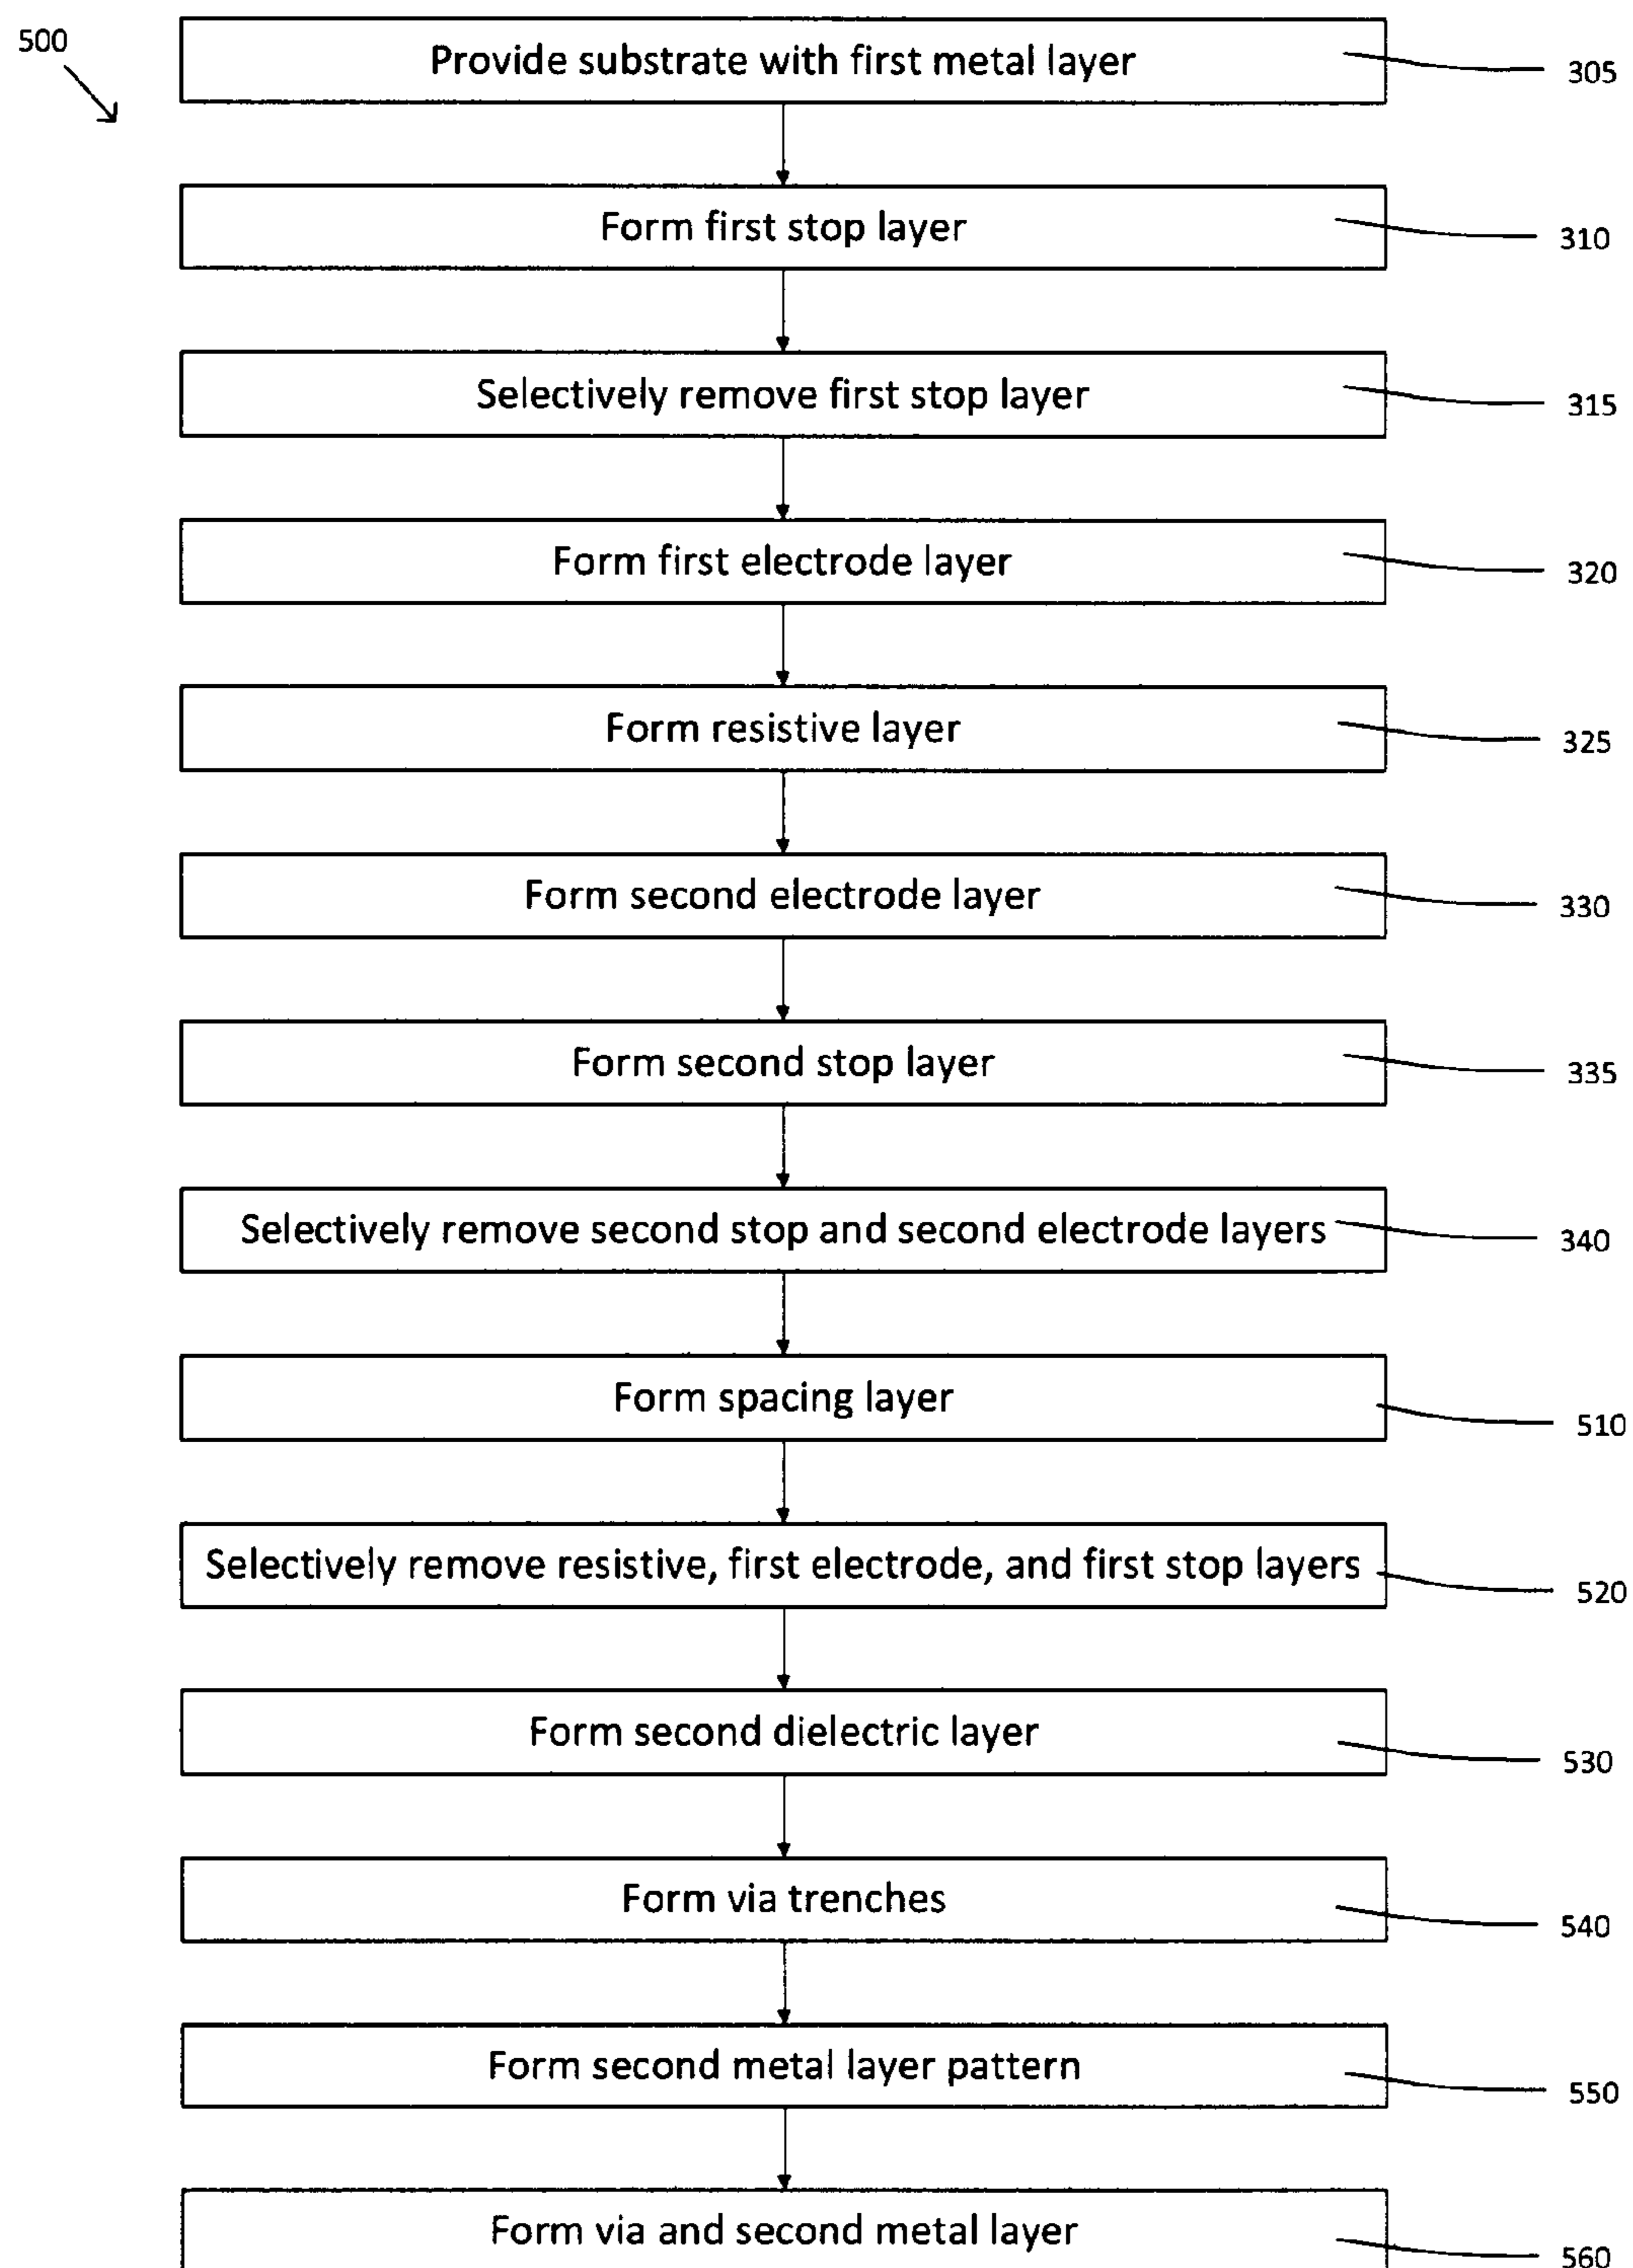 500
Provide substrate with first metal layer
305
Form first stop layer
310
Selectively remove first stop layer
315
Form first electrode layer
320
Form resistive layer
325
Form second electrode layer
330
Form second stop layer
335
Selectively remove second stop and second electrode layers
340
Form spacing layer
510
Selectively remove resistive, first electrode, and first stop layers
520
Form second dielectric layer
530
Form via trenches
540
Form second metal layer pattern
550
Form via and second metal layer
560